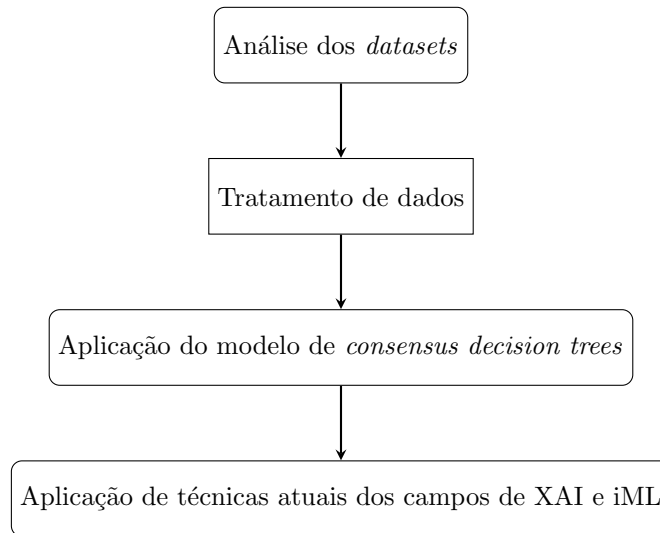 Análise dos datasets
Tratamento de dados
Aplicação do modelo de consensus decision trees
Aplicação de técnicas atuais dos campos de XAI e iML